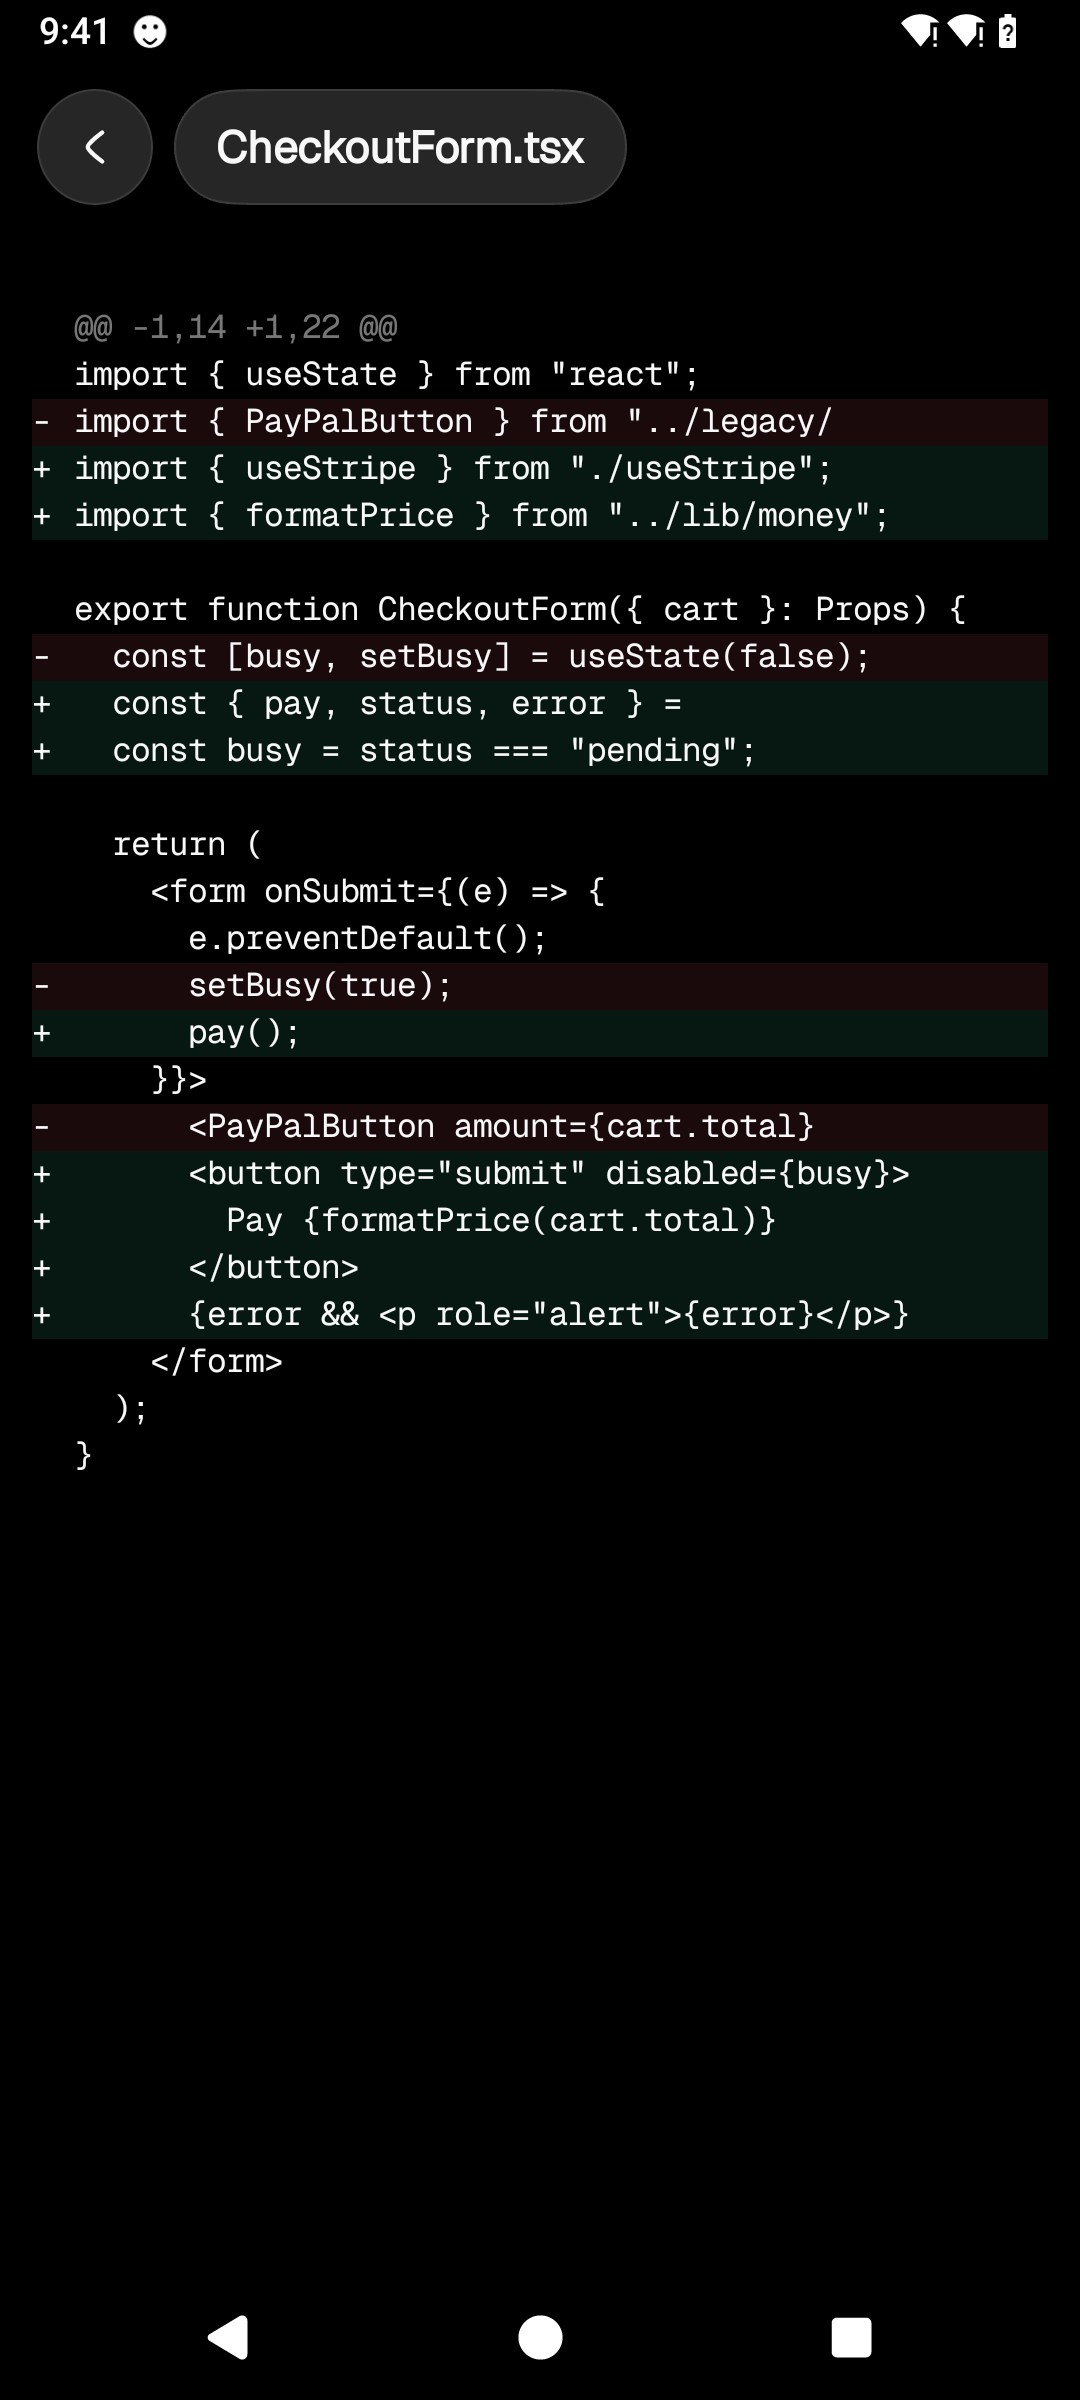 9:41
CheckoutForm.tsx
@@ -1,14 +1,22 @@
import { useState } from "react";
- import { PayPalButton } from "../legacy/
+ import { useStripe } from "./useStripe";
+ import { formatPrice } from "../lib/money";
export function CheckoutForm({ cart }: Props) {
-   const [busy, setBusy] = useState(false);
+   const { pay, status, error } =
+   const busy = status === "pending";
    return (
      <form onSubmit={(e) => {
        e.preventDefault();
-       setBusy(true);
+       pay();
      }}>
-       <PayPalButton amount={cart.total}
+       <button type="submit" disabled={busy}>
+         Pay {formatPrice(cart.total)}
+       </button>
+       {error && <p role="alert">{error}</p>}
      </form>
    );
  }